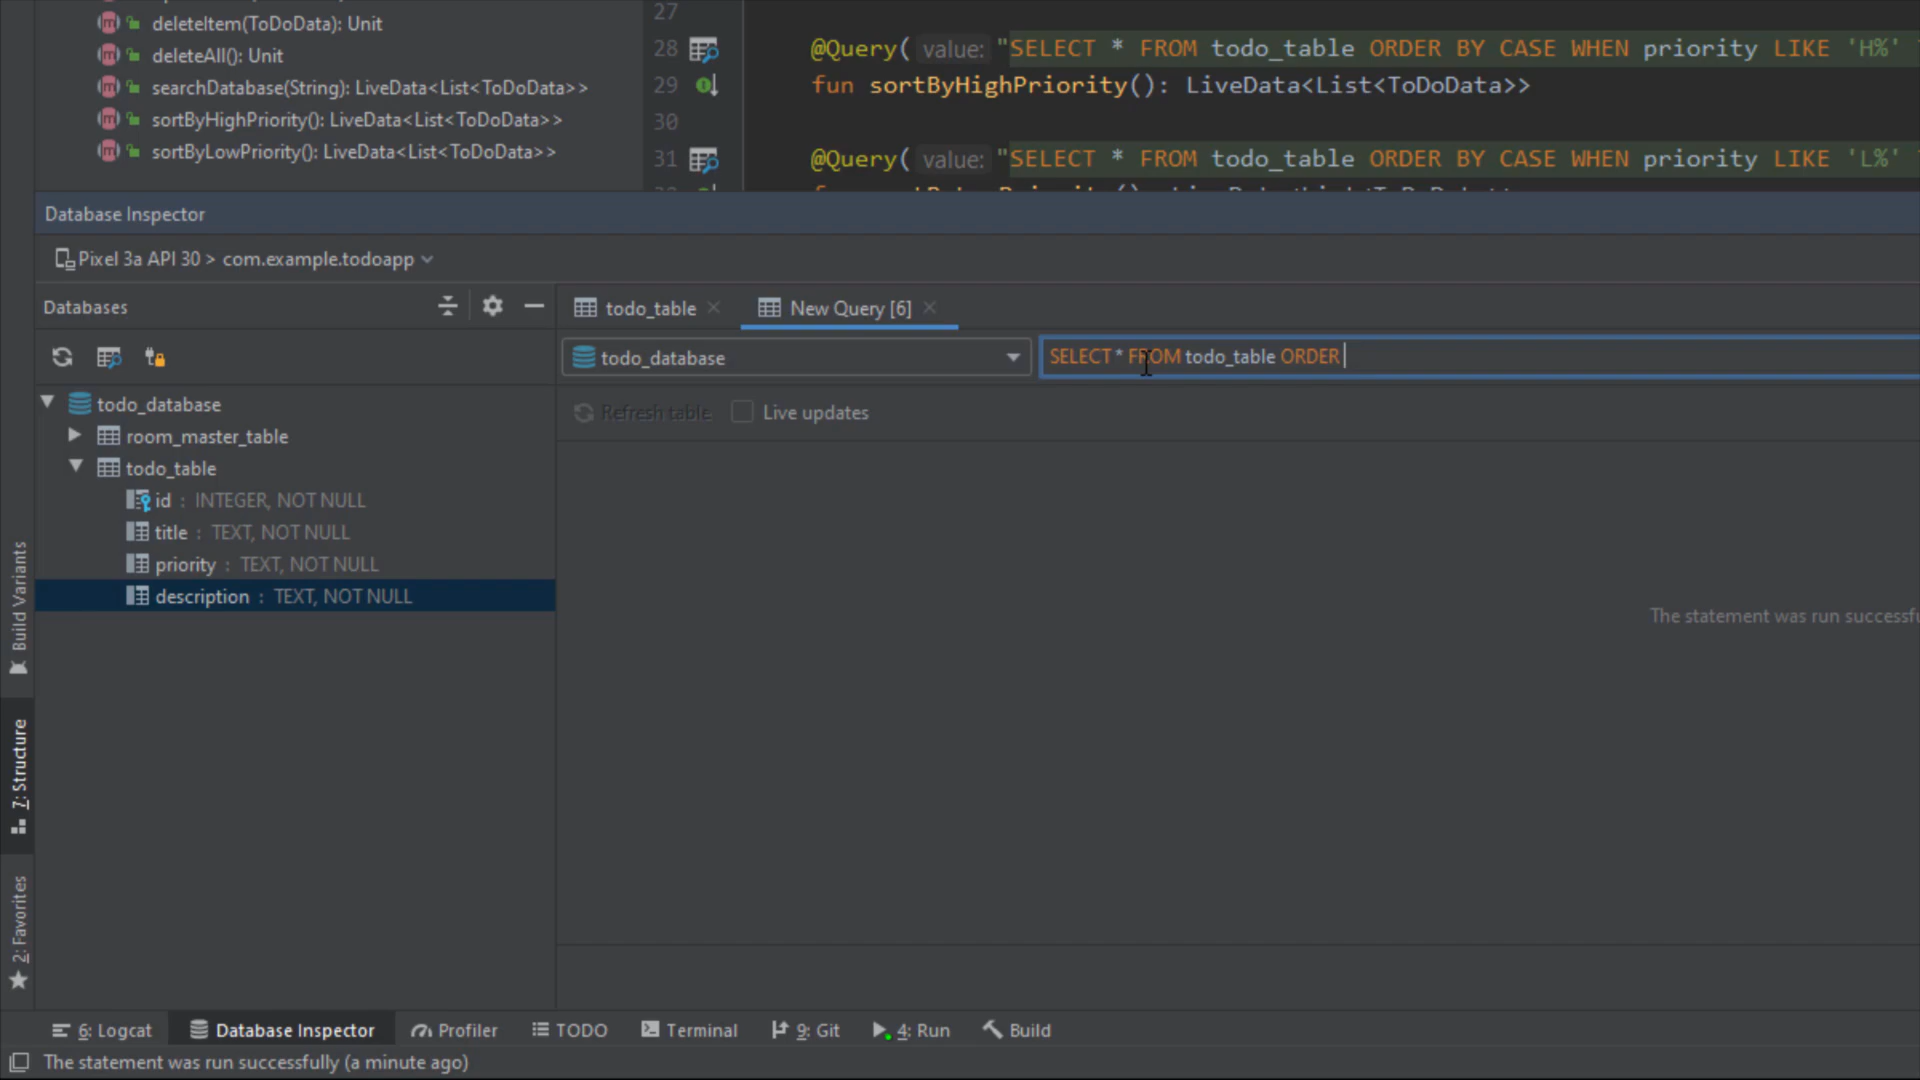 deleteItem(ToDoData): Unit
deleteAll(): Unit
searchDatabase(String): LiveData<List<ToDoData>>
sortByHighPriority(): LiveData<List<ToDoData>>
sortByLowPriority(): LiveData<List<ToDoData>>
27
28 @Query( value: "SELECT * FROM todo_table ORDER BY CASE WHEN priority LIKE 'H%'
29 fun sortByHighPriority(): LiveData<List<ToDoData>>
30
31 @Query( value: "SELECT * FROM todo_table ORDER BY CASE WHEN priority LIKE 'L%'
Database Inspector
Pixel 3a API 30 > com.example.todoapp
Databases
todo_table
New Query [6]
todo_database
SELECT * FROM todo_table ORDER
Refresh table
Live updates
todo_database
room_master_table
todo_table
id : INTEGER, NOT NULL
title : TEXT, NOT NULL
priority : TEXT, NOT NULL
description : TEXT, NOT NULL
The statement was run successfu
Build Variants
7: Structure
2: Favorites
6: Logcat
Database Inspector
Profiler
TODO
Terminal
9: Git
4: Run
Build
The statement was run successfully (a minute ago)